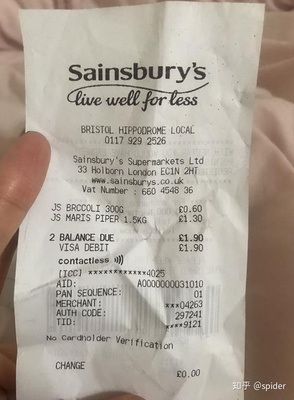 Sainsbury's
live well for less
BRISTOL HIPPODROME LOCAL
0117 929 2526
Sainsbury's Supermarkets Ltd
33 Holborn London EC1N 2HT
www.sainsburys.co.uk
Vat Number : 660 4548 36
JS BRCCOLI 300G £0.60
JS MARIS PIPER 1.5KG £1.30
2 BALANCE DUE £1.90
VISA DEBIT £1.90
contactless
[ICC] ************4025
AID: A0000000031010
PAN SEQUENCE: 01
MERCHANT: ***04263
AUTH CODE: 297241
TID: ****9121
No Cardholder Verification
CHANGE £0.00
知乎 @spider